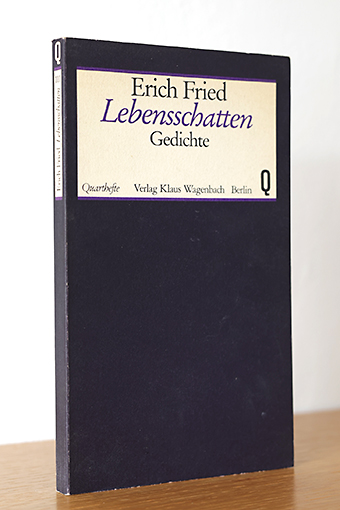 Erich Fried
Lebensschatten
Gedichte
Quarthefte Verlag Klaus Wagenbach Berlin Q
Q
Erich Fried Lebensschatten